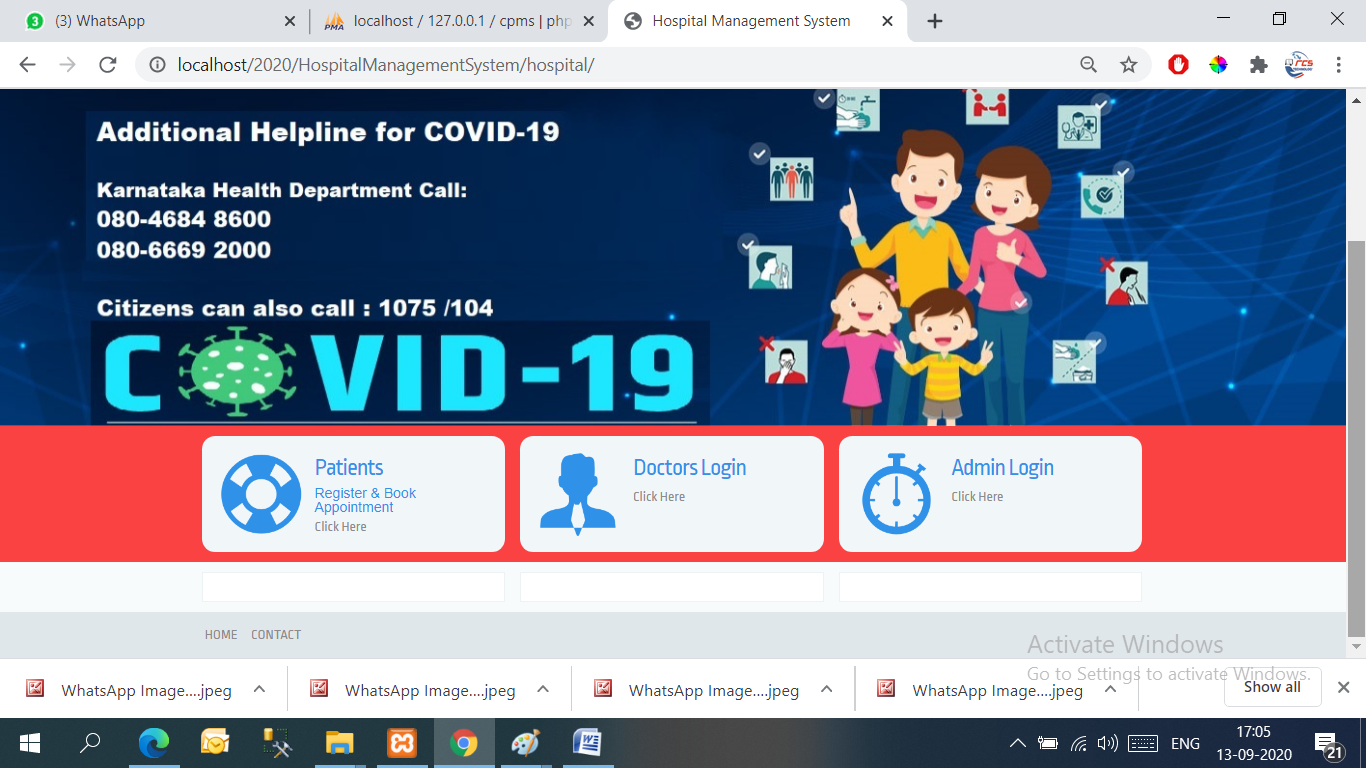 (3) WhatsApp
localhost / 127.0.0.1 / cpms | php
Hospital Management System
localhost/2020/HospitalManagementSystem/hospital/
Additional Helpline for COVID-19
Karnataka Health Department Call:
080-4684 8600
080-6669 2000
Citizens can also call : 1075 /104
COVID-19
Patients
Register & Book
Appointment
Click Here
Doctors Login
Click Here
Admin Login
Click Here
HOME CONTACT
Activate Windows
Go to Settings to activate Windows.
WhatsApp Image....jpeg
WhatsApp Image....jpeg
WhatsApp Image....jpeg
WhatsApp Image....jpeg
Show all
ENG
17:05
13-09-2020
21